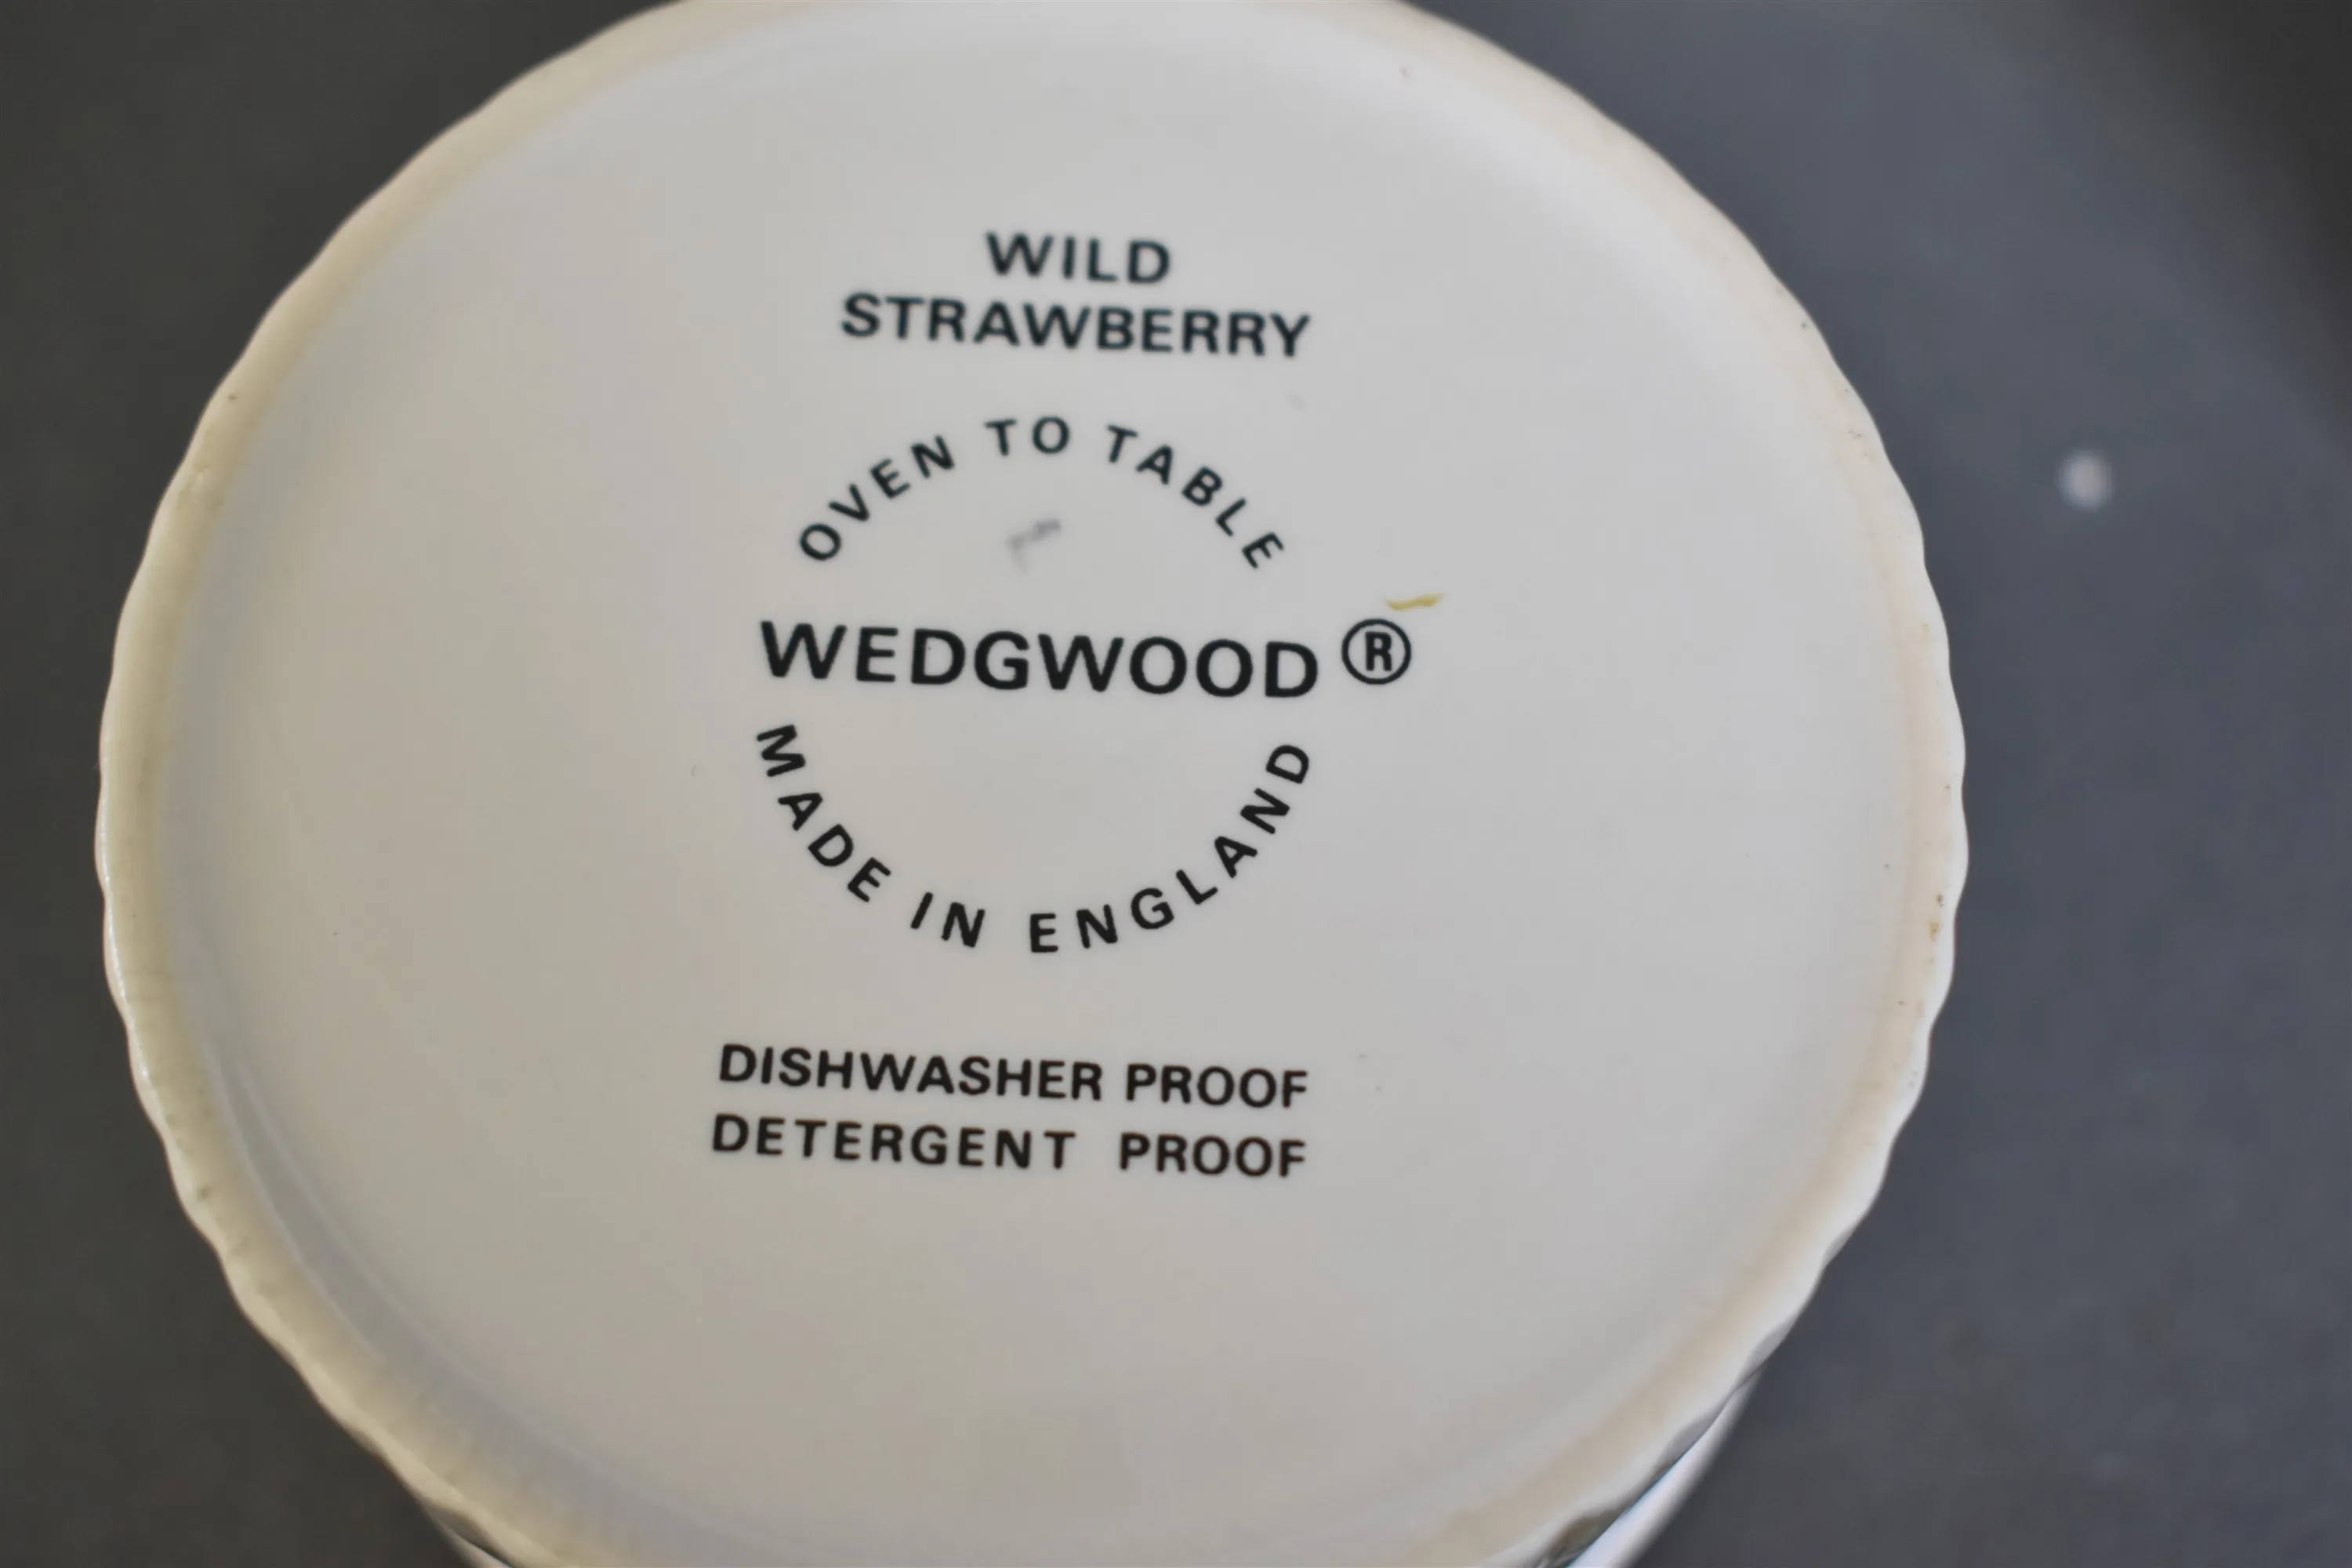 WILD
STRAWBERRY
OVEN TO TABLE
WEDGWOOD ®
MADE IN ENGLAND
DISHWASHER PROOF
DETERGENT PROOF